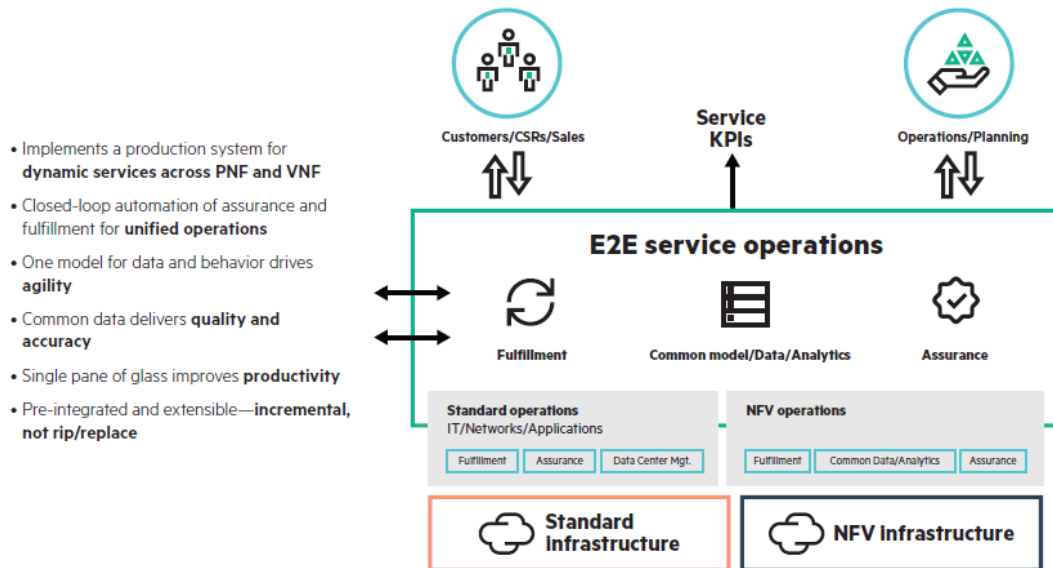 Customers/CSRs/Sales
Service
KPIs
Operations/Planning
• Implements a production system for
dynamic services across PNF and VNF
• Closed-loop automation of assurance and
fulfillment for unified operations
• One model for data and behavior drives
agility
• Common data delivers quality and
accuracy
• Single pane of glass improves productivity
• Pre-integrated and extensible—incremental,
not rip/replace
E2E service operations
Fulfillment
Common model/Data/Analytics
Assurance
Standard operations
IT/Networks/Applications
Fulfillment
Assurance
Data Center Mgt.
NFV operations
Fulfillment
Common Data/Analytics
Assurance
Standard
infrastructure
NFV infrastructure